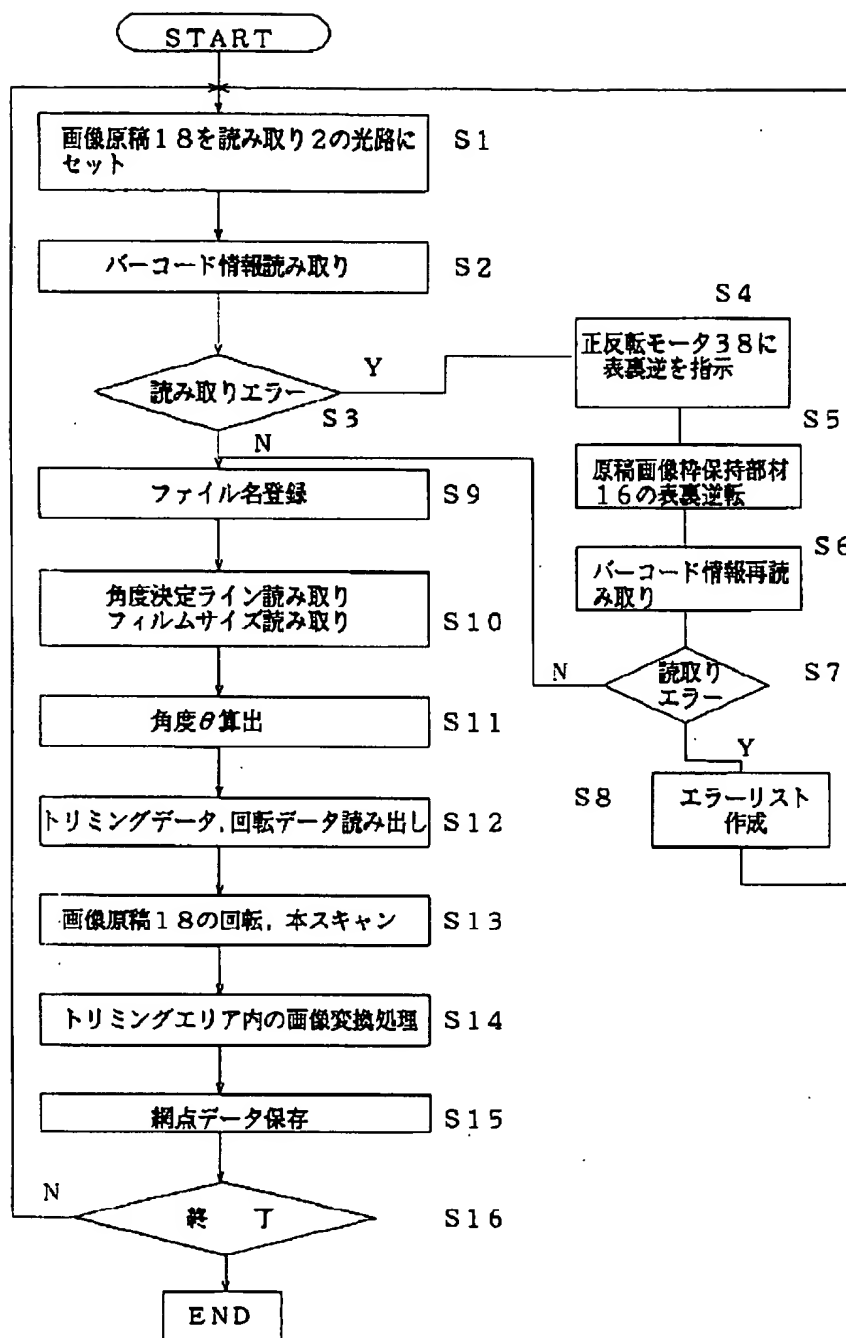 START
画像原稿18を読み取り2の光路に
セット
S1
バーコード情報読み取り
S2
読み取りエラー
S3
Y
N
S4
正反転モータ38に
表裏逆を指示
S5
原稿画像枠保持部材
16の表裏逆転
S6
バーコード情報再読
み取り
S7
読取り
エラー
N
Y
S8
エラーリスト
作成
ファイル名登録
S9
角度決定ライン読み取り
フィルムサイズ読み取り
S10
角度θ算出
S11
トリミングデータ,回転データ読み出し
S12
画像原稿18の回転,本スキャン
S13
トリミングエリア内の画像変換処理
S14
網点データ保存
S15
N
終 了
S16
END